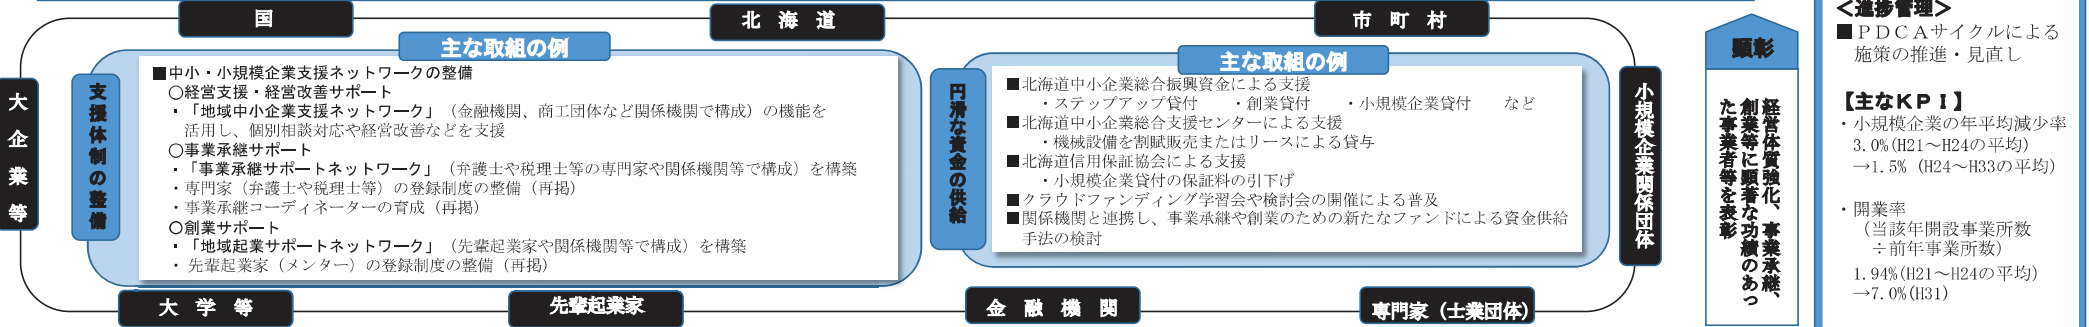 国
北海道
市町村
大企業等
支援体制の整備
主な取組の例
■中小・小規模企業支援ネットワークの整備
○経営支援・経営改善サポート
・「地域中小企業支援ネットワーク」（金融機関、商工団体など関係機関で構成）の機能を
活用し、個別相談対応や経営改善などを支援
○事業承継サポート
・「事業承継サポートネットワーク」（弁護士や税理士等の専門家や関係機関等で構成）を構築
・専門家（弁護士や税理士等）の登録制度の整備（再掲）
・事業承継コーディネーターの育成（再掲）
○創業サポート
・「地域起業サポートネットワーク」（先輩起業家や関係機関等で構成）を構築
・先輩起業家（メンター）の登録制度の整備（再掲）
円滑な資金の供給
主な取組の例
■北海道中小企業総合振興資金による支援
・ステップアップ貸付　・創業貸付　・小規模企業貸付　など
■北海道中小企業総合支援センターによる支援
・機械設備を割賦販売またはリースによる貸与
■北海道信用保証協会による支援
・小規模企業貸付の保証料の引下げ
■クラウドファンディング学習会や検討会の開催による普及
■関係機関と連携し、事業承継や創業のための新たなファンドによる資金供給
手法の検討
小規模企業関係団体
大学等
先輩起業家
金融機関
専門家（士業団体）
顕彰
経営体質強化、事業承継、
創業等に顕著な功績のあっ
た事業者等を表彰
＜進捗管理＞
■ＰＤＣＡサイクルによる
施策の推進・見直し
【主なＫＰＩ】
・小規模企業の年平均減少率
3.0%(H21～H24の平均)
→1.5%（H24～H33の平均）
・開業率
（当該年開設事業所数
÷前年事業所数）
1.94%(H21～H24の平均)
→7.0%(H31)